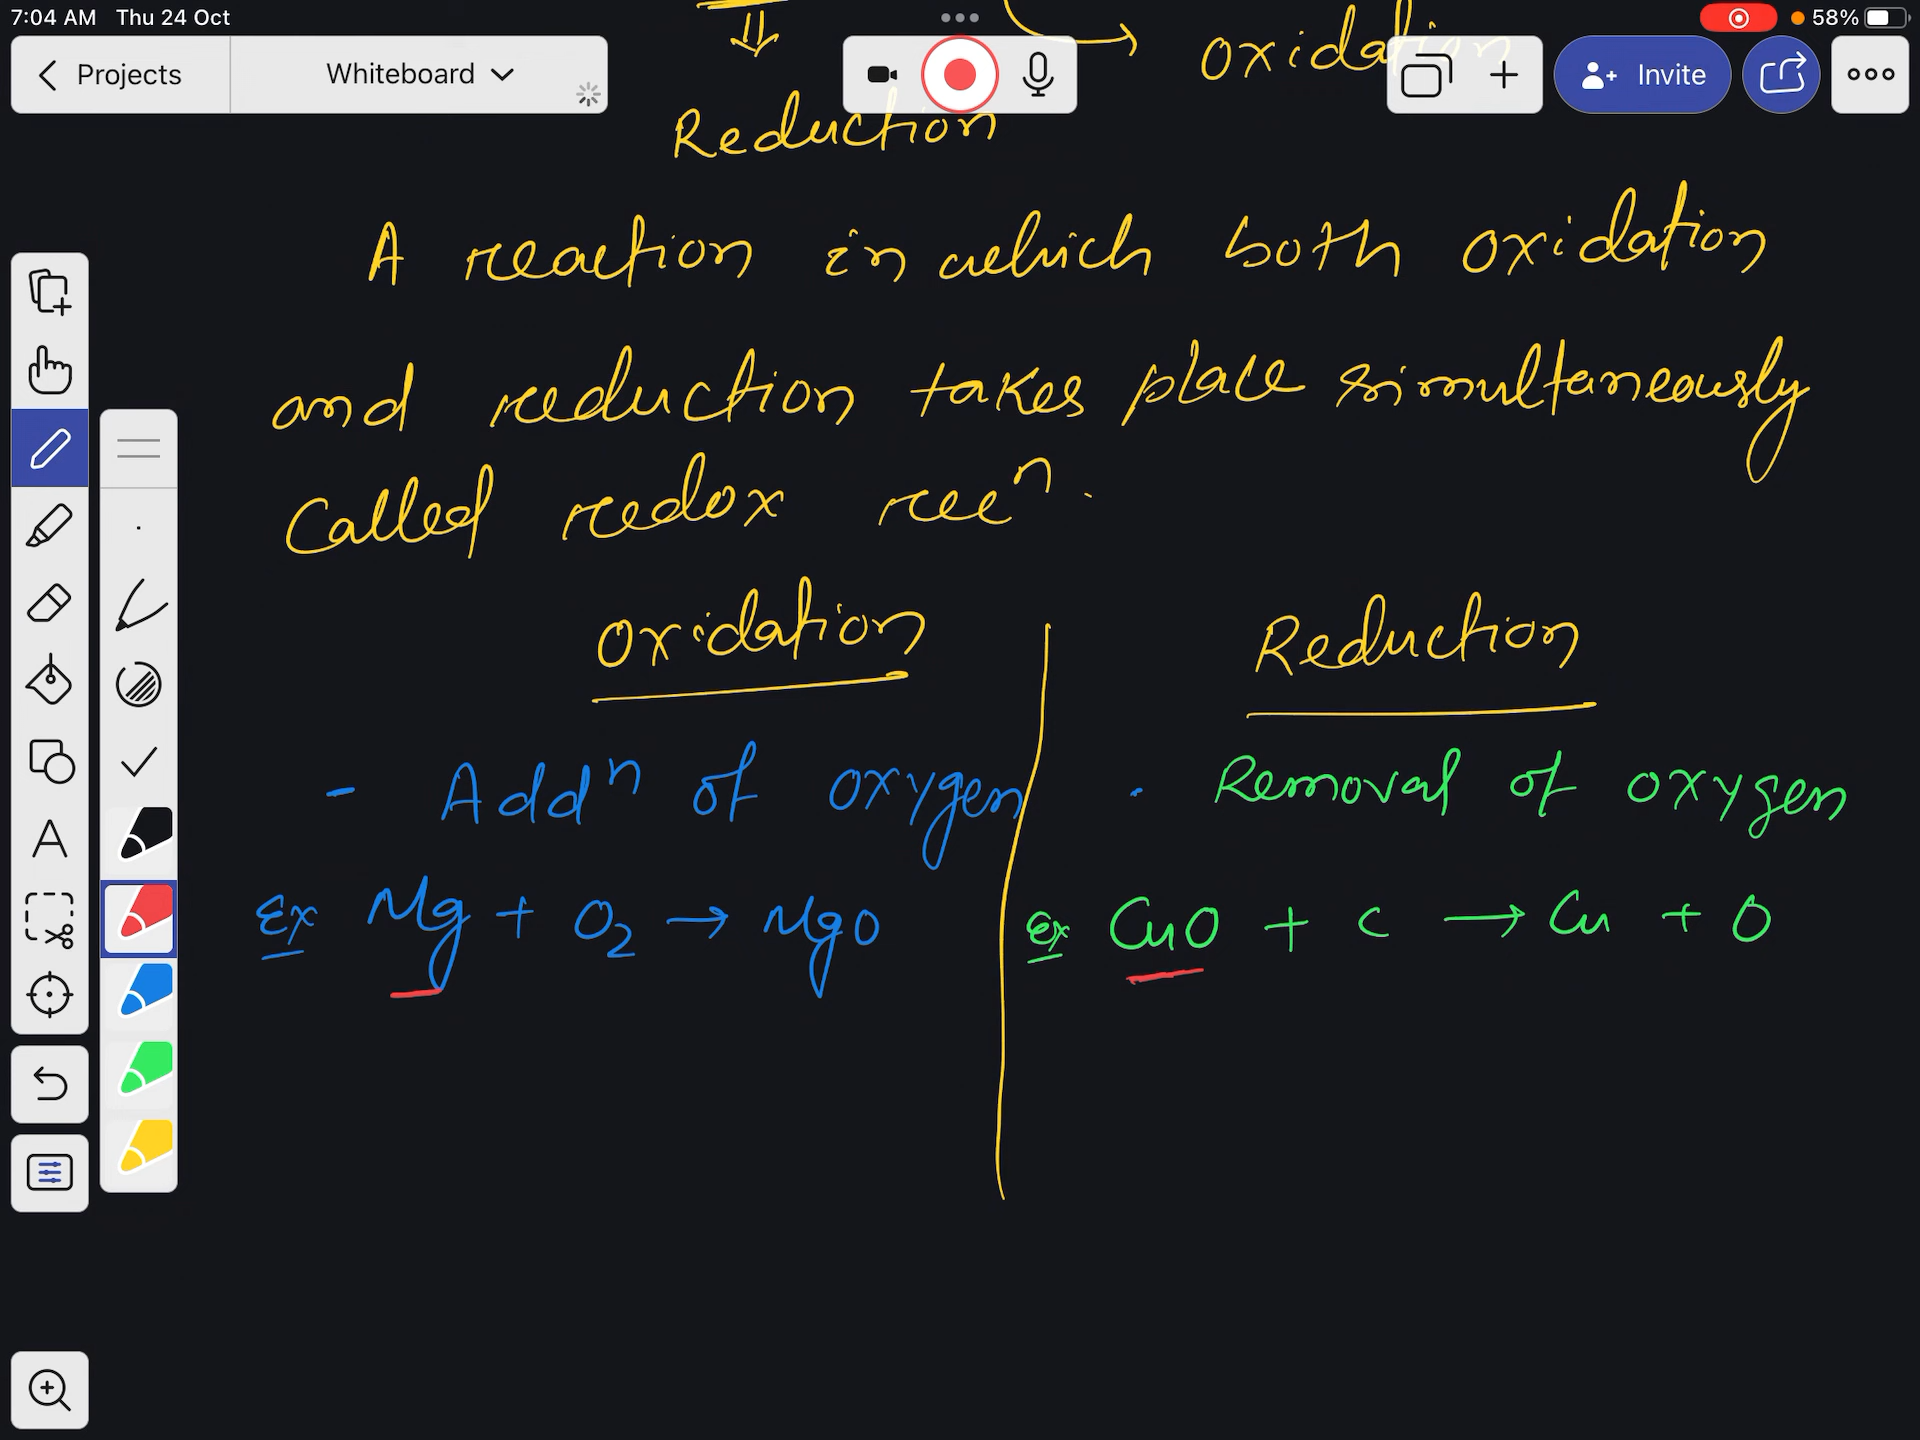 7:04 AM Thu 24 Oct
58%
Projects
Whiteboard
Invite
oxidation
Reduction
A reaction in which both oxidation
and reduction takes place simultaneously
Called redox reeⁿ.
Oxidation
Reduction
- Addⁿ of oxygen
· Removal of oxygen
Ex Mg + O₂ → MgO
Ex CuO + C → Cu + O
A